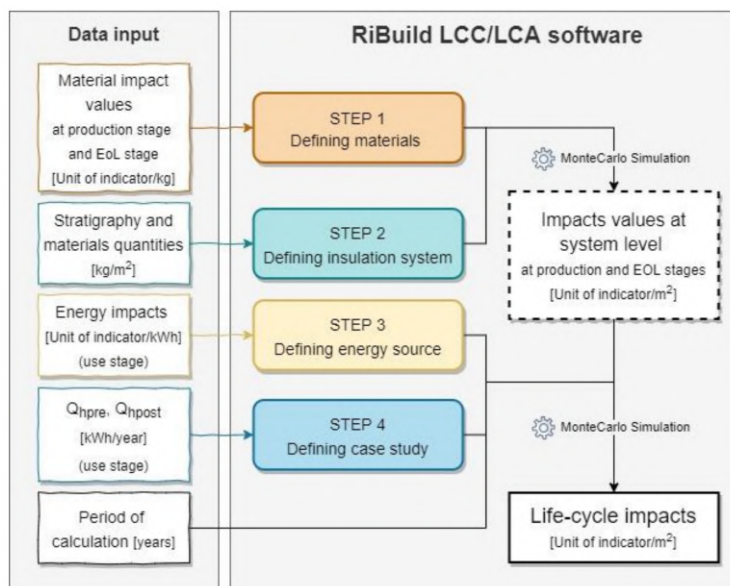 Data input
RiBuild LCC/LCA software
Material impact
values
at production stage
and EoL stage
[Unit of indicator/kg]
STEP 1
Defining materials
MonteCarlo Simulation
Stratigraphy and
materials quantities
[kg/m²]
STEP 2
Defining insulation system
Impacts values at
system level
at production and EOL stages
[Unit of indicator/m²]
Energy impacts
[Unit of indicator/kWh]
(use stage)
STEP 3
Defining energy source
Qhpre, Qhpost
[kWh/year]
(use stage)
STEP 4
Defining case study
MonteCarlo Simulation
Period of
calculation [years]
Life-cycle impacts
[Unit of indicator/m²]